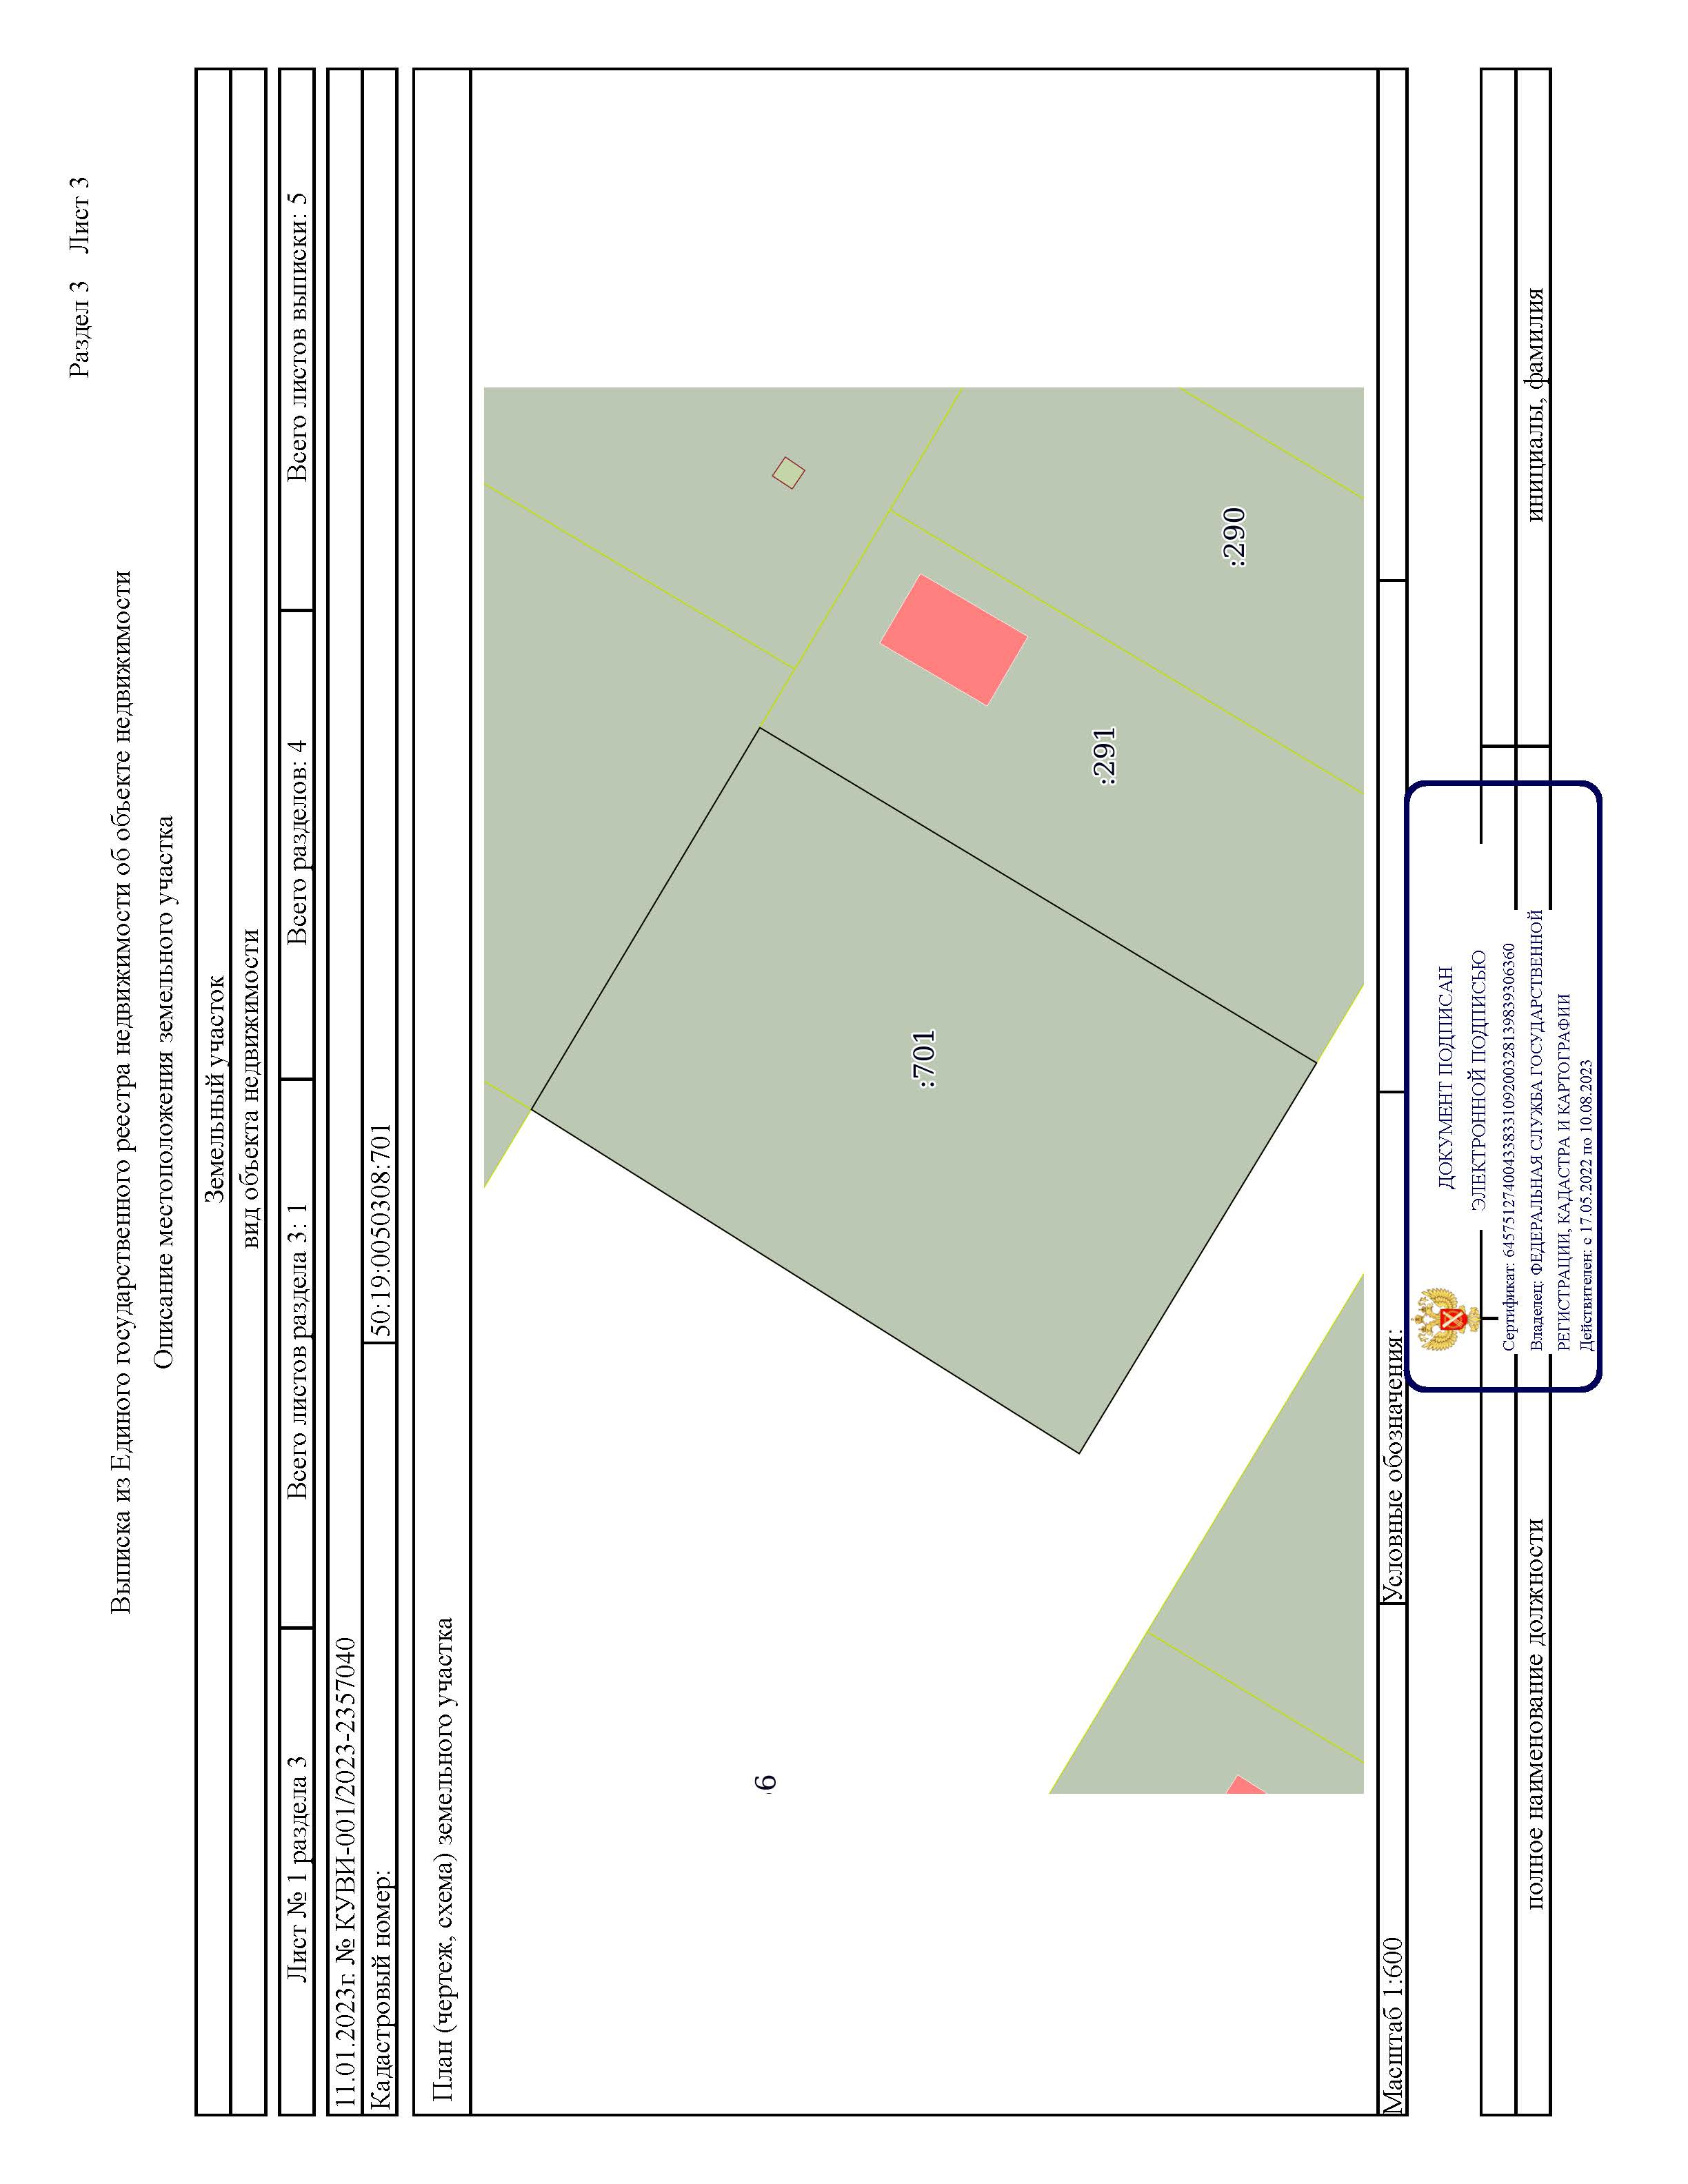 Раздел 3 Лист 3
Выписка из Единого государственного реестра недвижимости об объекте недвижимости
Описание местоположения земельного участка
Земельный участок
вид объекта недвижимости
Лист № 1 раздела 3 Всего листов раздела 3: 1 Всего разделов: 4 Всего листов выписки: 5
11.01.2023г. № КУВИ-001/2023-2357040
Кадастровый номер: 50:19:0050308:701
План (чертеж, схема) земельного участка
:701
:291
:290
6
Масштаб 1:600 Условные обозначения:
ДОКУМЕНТ ПОДПИСАН
ЭЛЕКТРОННОЙ ПОДПИСЬЮ
Сертификат: 64575127400433833109200328139839306360
Владелец: ФЕДЕРАЛЬНАЯ СЛУЖБА ГОСУДАРСТВЕННОЙ
РЕГИСТРАЦИИ, КАДАСТРА И КАРТОГРАФИИ
Действителен: с 17.05.2022 по 10.08.2023
полное наименование должности инициалы, фамилия